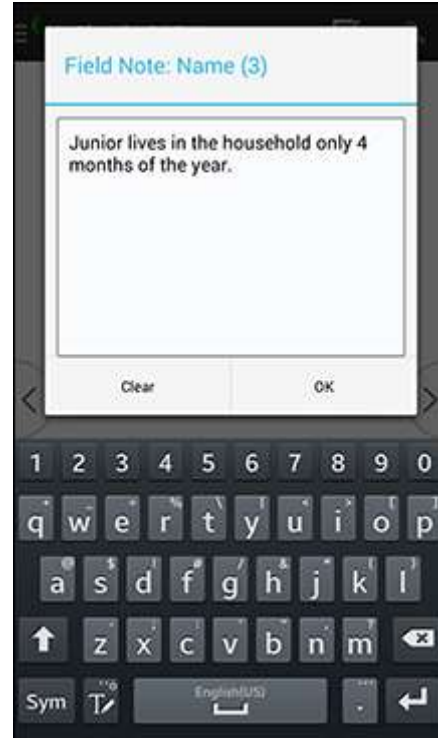 Field Note: Name (3)
Junior lives in the household only 4
months of the year.
Clear
OK
1 2 3 4 5 6 7 8 9 0
q w e r t y u i o p
a s d f g h j k l
z x c v b n m
Sym
English(US)
.